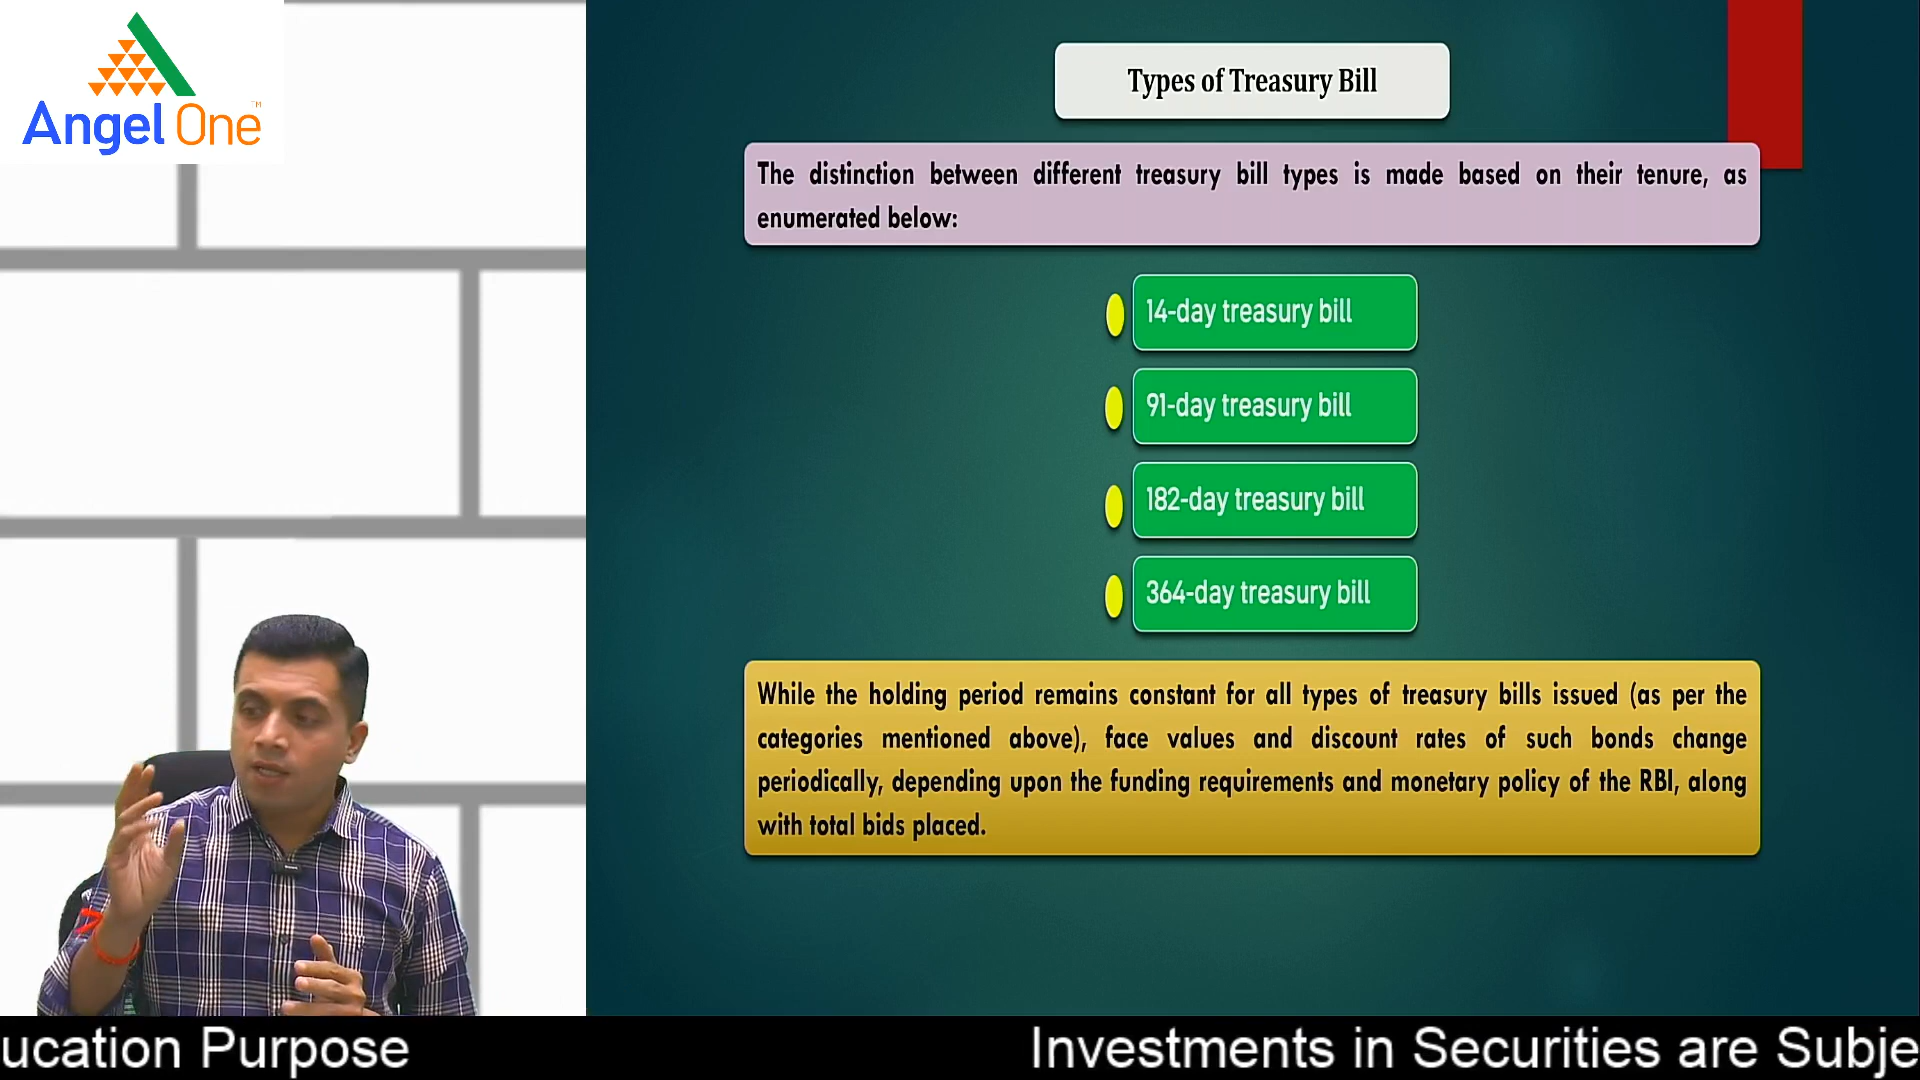 Angel One™
Types of Treasury Bill
The distinction between different treasury bill types is made based on their tenure, as
enumerated below:
14-day treasury bill
91-day treasury bill
182-day treasury bill
364-day treasury bill
While the holding period remains constant for all types of treasury bills issued (as per the
categories mentioned above), face values and discount rates of such bonds change
periodically, depending upon the funding requirements and monetary policy of the RBI, along
with total bids placed.
ucation Purpose
Investments in Securities are Subje